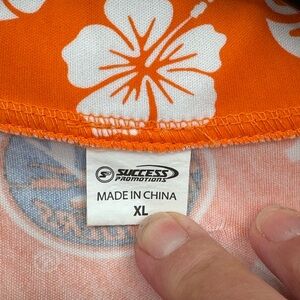 SUCCESS
PROMOTIONS
MADE IN CHINA
XL